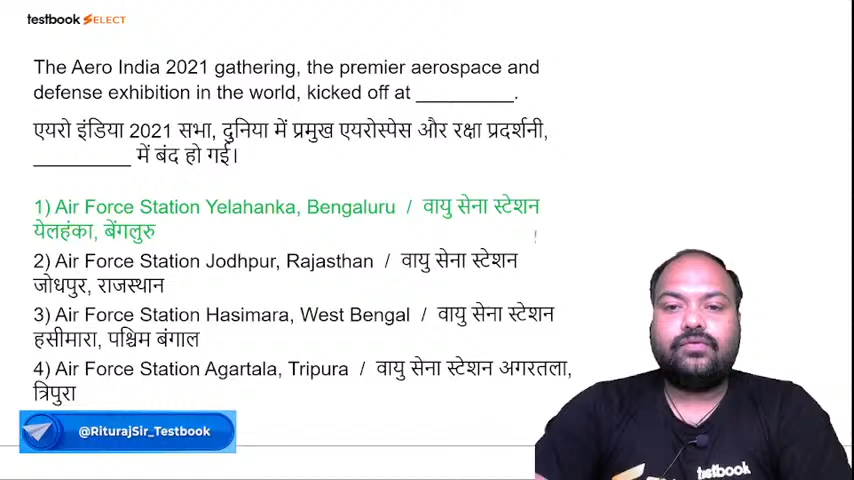 testbook SELECT
The Aero India 2021 gathering, the premier aerospace and
defense exhibition in the world, kicked off at _________.
एयरो इंडिया 2021 सभा, दुनिया में प्रमुख एयरोस्पेस और रक्षा प्रदर्शनी,
_________ में बंद हो गई।
1) Air Force Station Yelahanka, Bengaluru / वायु सेना स्टेशन
येलहंका, बेंगलुरु
2) Air Force Station Jodhpur, Rajasthan / वायु सेना स्टेशन
जोधपुर, राजस्थान
3) Air Force Station Hasimara, West Bengal / वायु सेना स्टेशन
हसीमारा, पश्चिम बंगाल
4) Air Force Station Agartala, Tripura / वायु सेना स्टेशन अगरतला,
त्रिपुरा
@RiturajSir_Testbook
testbook